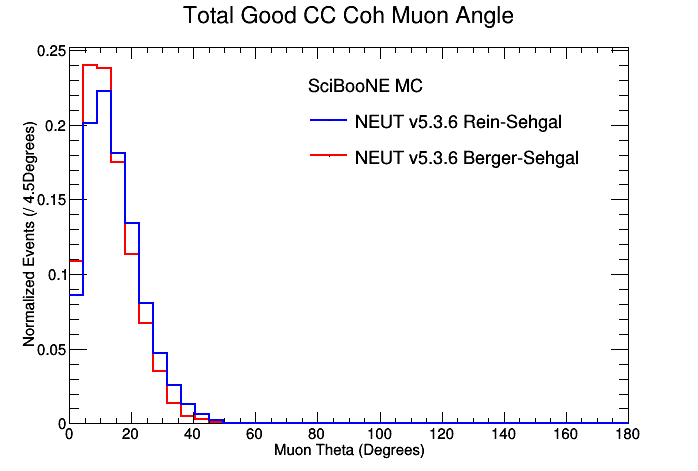 Total Good CC Coh Muon Angle
SciBooNE MC
NEUT v5.3.6 Rein-Sehgal
NEUT v5.3.6 Berger-Sehgal
Normalized Events (/ 4.5Degrees)
0.25
0.2
0.15
0.1
0.05
0
0 20 40 60 80 100 120 140 160 180
Muon Theta (Degrees)